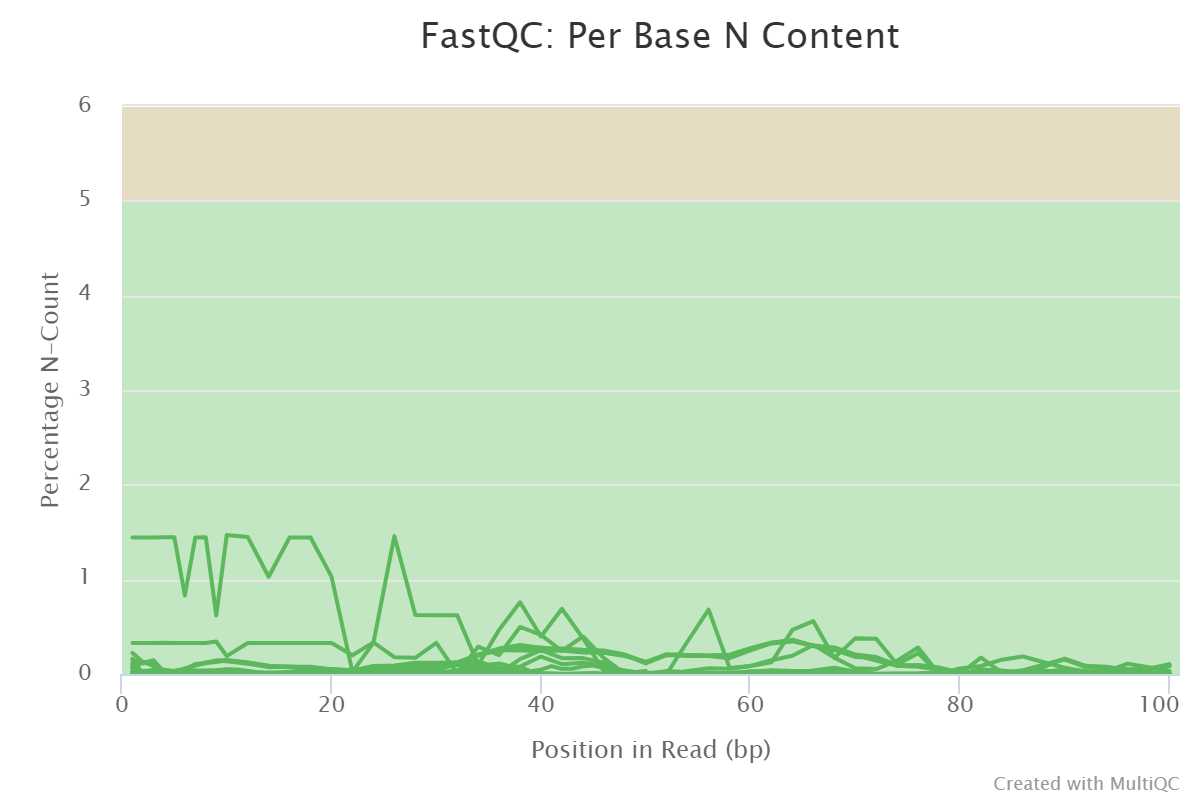 FastQC: Per Base N Content
6
5
4
3
2
1
0
Percentage N-Count
0 20 40 60 80 100
Position in Read (bp)
Created with MultiQC